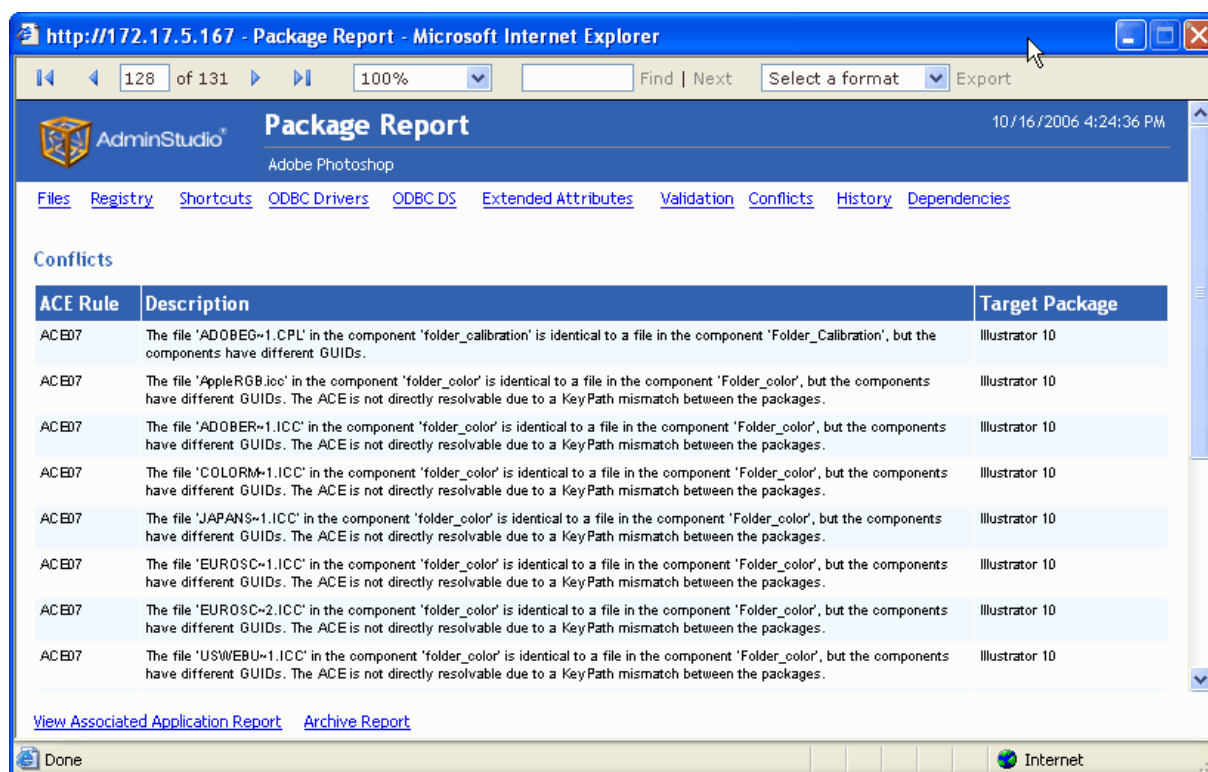 http://172.17.5.167 - Package Report - Microsoft Internet Explorer
128 of 131 100% Find | Next Select a format Export
AdminStudio® Package Report 10/16/2006 4:24:36 PM
Adobe Photoshop
Files Registry Shortcuts ODBC Drivers ODBC DS Extended Attributes Validation Conflicts History Dependencies
Conflicts
ACE Rule Description Target Package
ACE07 The file 'ADOBEG~1.CPL' in the component 'folder_calibration' is identical to a file in the component 'Folder_Calibration', but the Illustrator 10
components have different GUIDs.
ACE07 The file 'AppleRGB.icc' in the component 'folder_color' is identical to a file in the component 'Folder_color', but the components Illustrator 10
have different GUIDs. The ACE is not directly resolvable due to a KeyPath mismatch between the packages.
ACE07 The file 'ADOBER~1.ICC' in the component 'folder_color' is identical to a file in the component 'Folder_color', but the components Illustrator 10
have different GUIDs. The ACE is not directly resolvable due to a KeyPath mismatch between the packages.
ACE07 The file 'COLORM~1.ICC' in the component 'folder_color' is identical to a file in the component 'Folder_color', but the components Illustrator 10
have different GUIDs. The ACE is not directly resolvable due to a KeyPath mismatch between the packages.
ACE07 The file 'JAPANS~1.ICC' in the component 'folder_color' is identical to a file in the component 'Folder_color', but the components Illustrator 10
have different GUIDs. The ACE is not directly resolvable due to a KeyPath mismatch between the packages.
ACE07 The file 'EUROSC~1.ICC' in the component 'folder_color' is identical to a file in the component 'Folder_color', but the components Illustrator 10
have different GUIDs. The ACE is not directly resolvable due to a KeyPath mismatch between the packages.
ACE07 The file 'EUROSC~2.ICC' in the component 'folder_color' is identical to a file in the component 'Folder_color', but the components Illustrator 10
have different GUIDs. The ACE is not directly resolvable due to a KeyPath mismatch between the packages.
ACE07 The file 'USWEBU~1.ICC' in the component 'folder_color' is identical to a file in the component 'Folder_color', but the components Illustrator 10
have different GUIDs. The ACE is not directly resolvable due to a KeyPath mismatch between the packages.
View Associated Application Report Archive Report
Done Internet